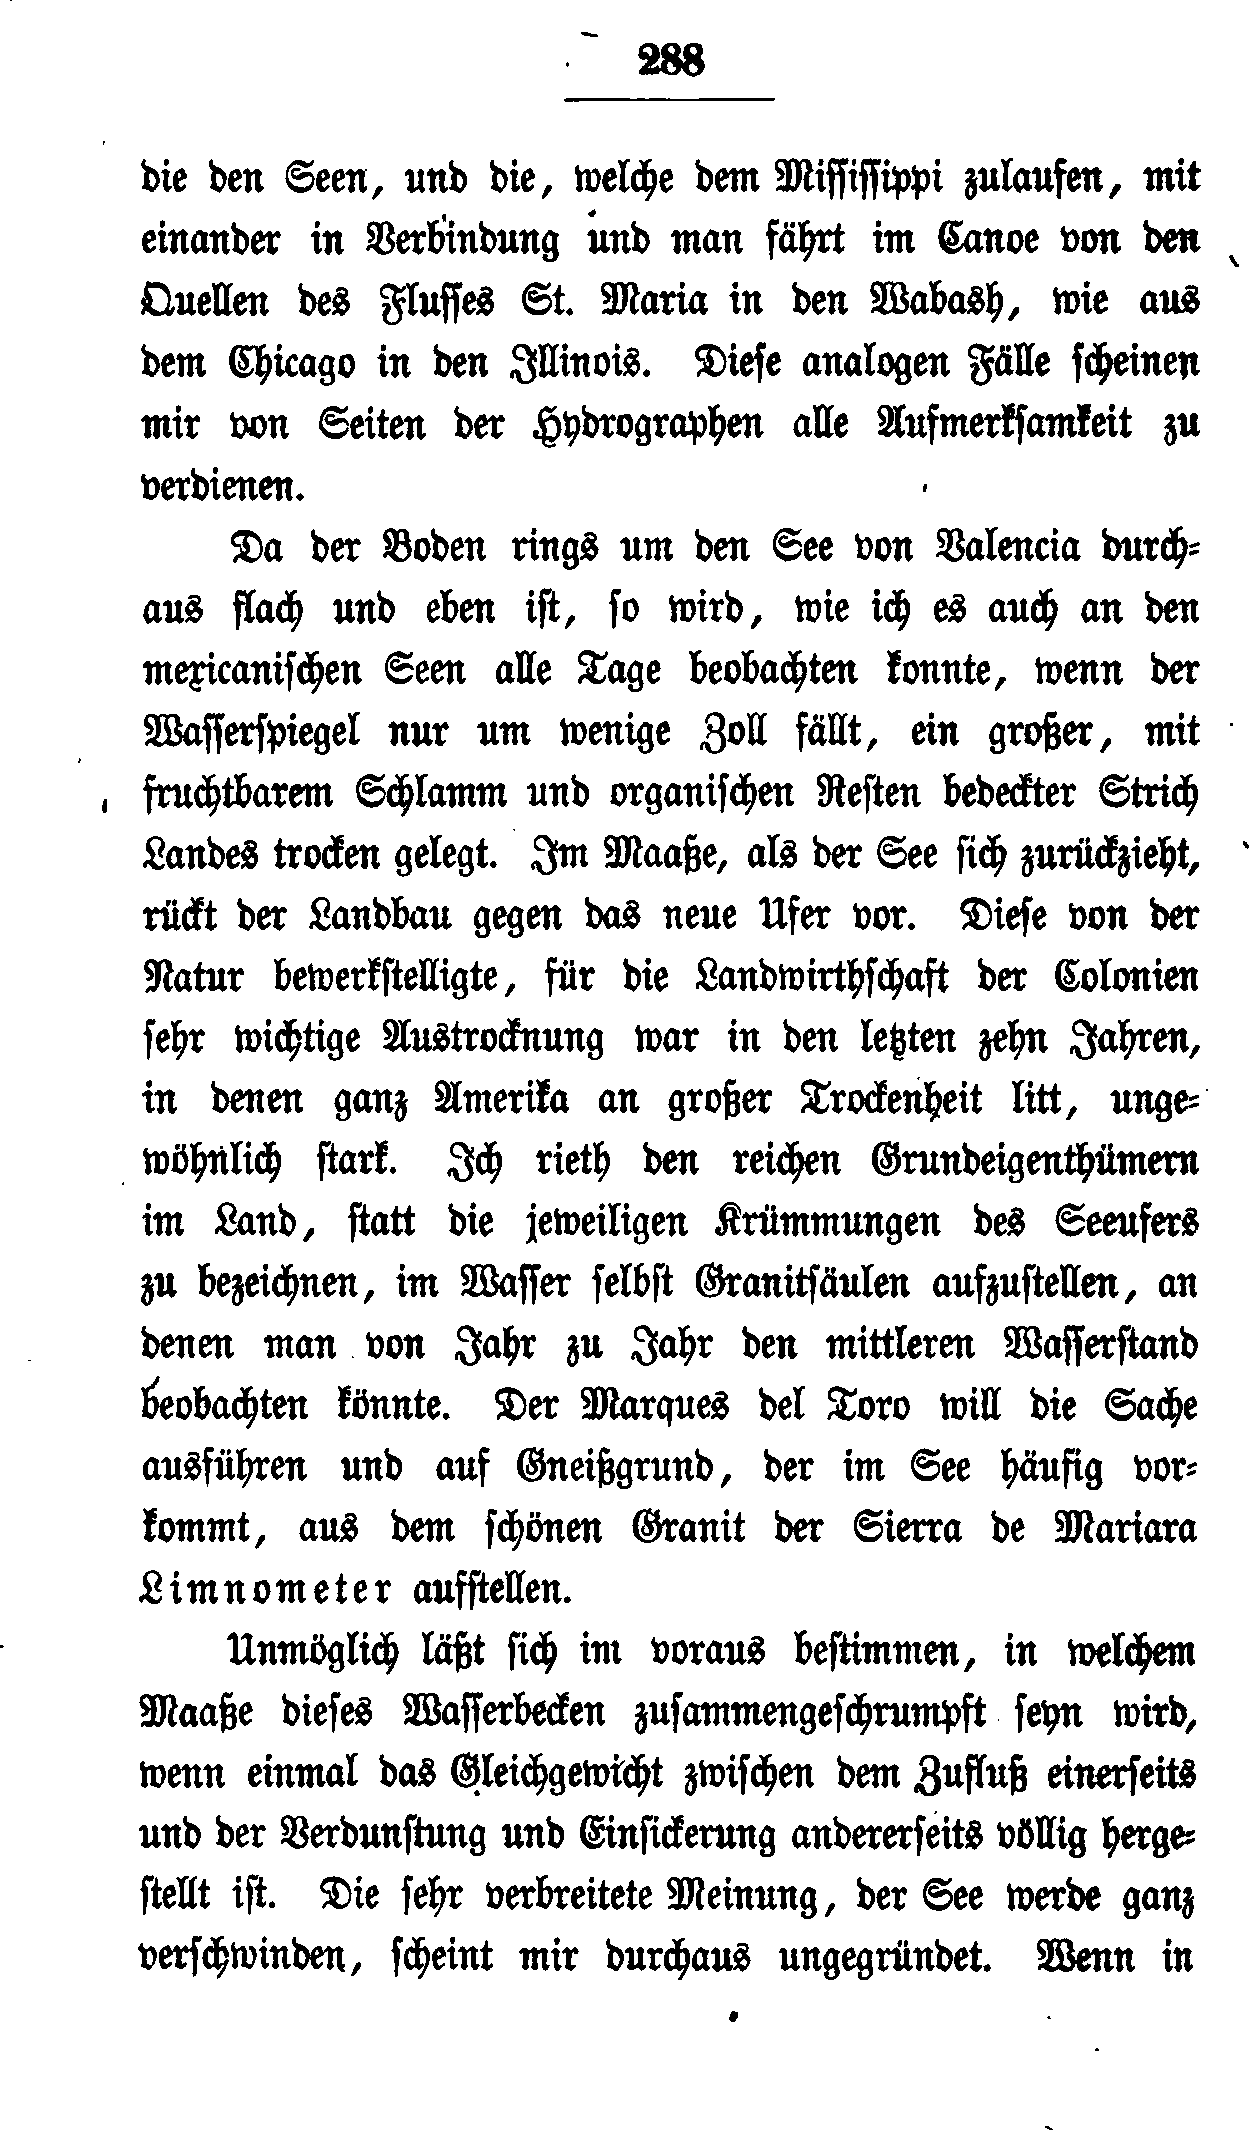 288
die den Seen, und die, welche dem Miſſiſſippi zulaufen, mit
einander in Verbindung und man fährt im Canoe von den
Quellen des Fluſſes St. Maria in den Wabash, wie aus
dem Chicago in den Illinois. Dieſe analogen Fälle ſcheinen
mir von Seiten der Hydrographen alle Aufmerkſamkeit zu
verdienen.
Da der Boden rings um den See von Valencia durch-
aus flach und eben iſt, ſo wird, wie ich es auch an den
mexicaniſchen Seen alle Tage beobachten konnte, wenn der
Waſſerſpiegel nur um wenige Zoll fällt, ein großer, mit
fruchtbarem Schlamm und organiſchen Reſten bedeckter Strich
Landes trocken gelegt. Im Maaße, als der See ſich zurückzieht,
rückt der Landbau gegen das neue Ufer vor. Dieſe von der
Natur bewerkſtelligte, für die Landwirthſchaft der Colonien
ſehr wichtige Austrocknung war in den letzten zehn Jahren,
in denen ganz Amerika an großer Trockenheit litt, unge-
wöhnlich ſtark. Ich rieth den reichen Grundeigenthümern
im Land, ſtatt die jeweiligen Krümmungen des Seeufers
zu bezeichnen, im Waſſer ſelbſt Granitſäulen aufzuſtellen, an
denen man von Jahr zu Jahr den mittleren Waſſerſtand
beobachten könnte. Der Marques del Toro will die Sache
ausführen und auf Gneißgrund, der im See häufig vor-
kommt, aus dem ſchönen Granit der Sierra de Mariara
Limnometer aufſtellen.
Unmöglich läßt ſich im voraus beſtimmen, in welchem
Maaße dieſes Waſſerbecken zuſammengeſchrumpft ſeyn wird,
wenn einmal das Gleichgewicht zwiſchen dem Zufluß einerſeits
und der Verdunſtung und Einſickerung andererſeits völlig herge-
ſtellt iſt. Die ſehr verbreitete Meinung, der See werde ganz
verſchwinden, ſcheint mir durchaus ungegründet. Wenn in